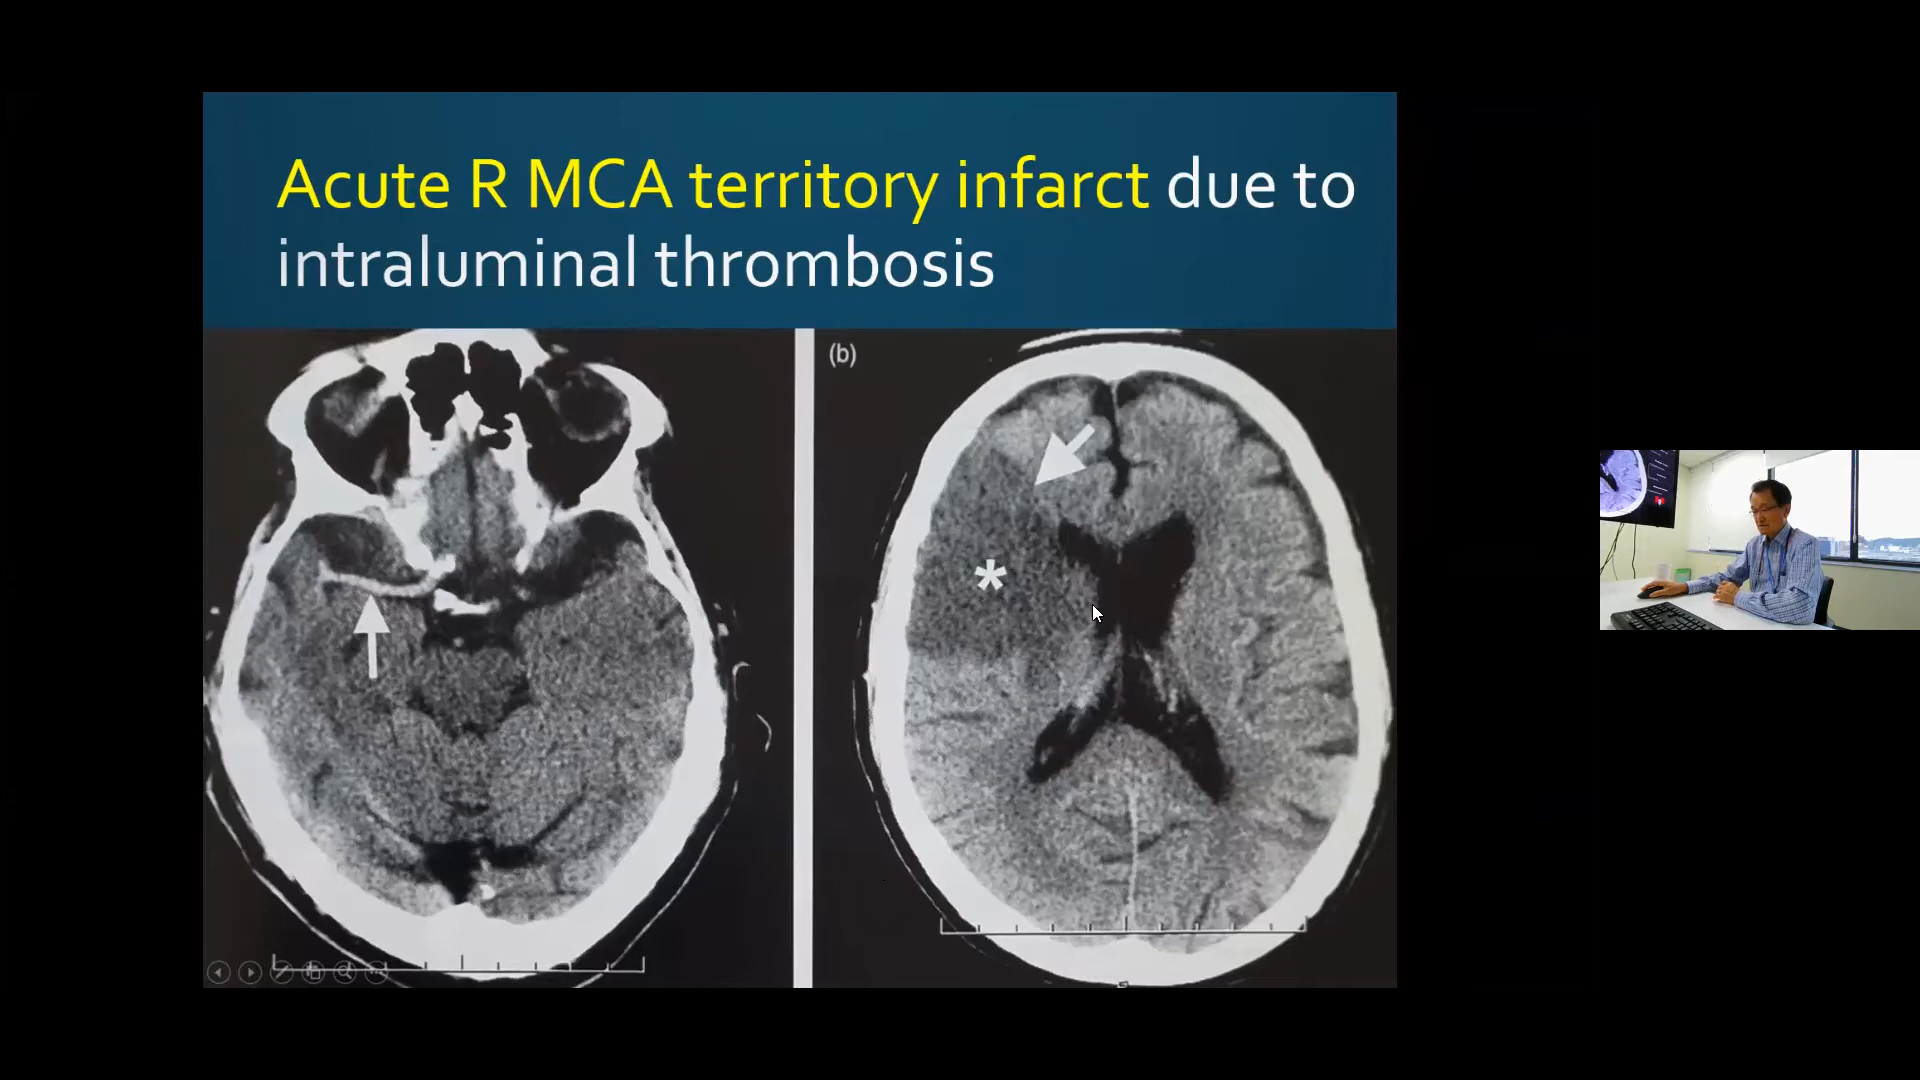 Acute R MCA territory infarct due to
intraluminal thrombosis
(b)
*